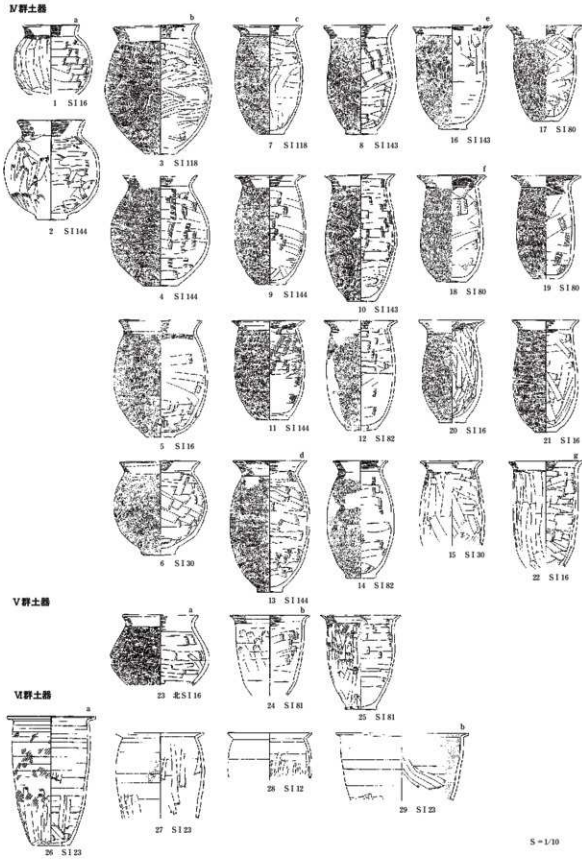 Ⅳ群土器
a b c e
1 SI16
3 SI118
7 SI118
8 SI143
16 SI143
17 SI80
2 SI144
f
4 SI144
9 SI144
10 SI143
18 SI80
19 SI80
5 SI16
11 SI144
12 SI82
20 SI16
21 SI16
d g
6 SI30
13 SI144
14 SI82
15 SI30
22 SI16
Ⅴ群土器
a b
23 北SI16
24 SI81
25 SI81
Ⅵ群土器
a b
26 SI23
27 SI23
28 SI12
29 SI23
S=1/10